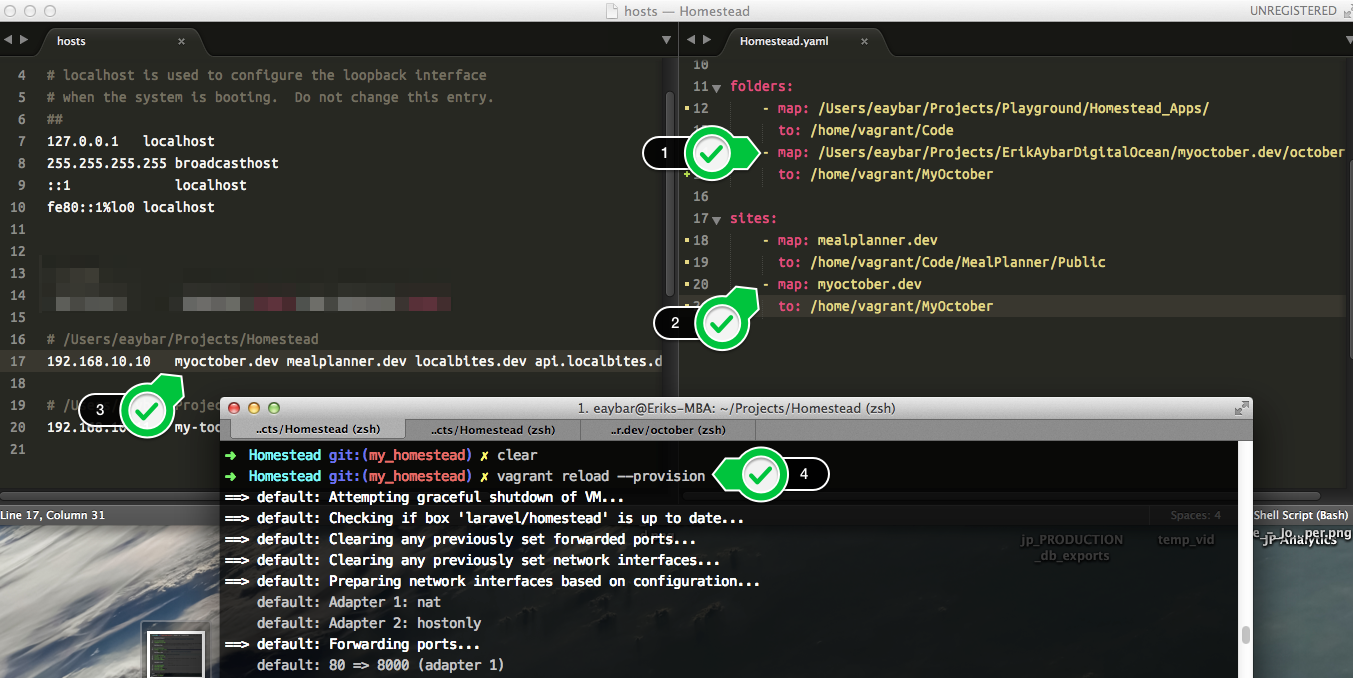 hosts — Homestead
UNREGISTERED
hosts
4 # localhost is used to configure the loopback interface
5 # when the system is booting.  Do not change this entry.
6 ##
7 127.0.0.1   localhost
8 255.255.255.255 broadcasthost
9 ::1             localhost
10 fe80::1%lo0 localhost
11
12
13
14
15
16 # /Users/eaybar/Projects/Homestead
17 192.168.10.10   myoctober.dev mealplanner.dev localbites.dev api.localbites.d
18
19 #
20 my-too
21
Line 17, Column 31
Homestead.yaml
10
11 folders:
12 - map: /Users/eaybar/Projects/Playground/Homestead_Apps/
to: /home/vagrant/Code
- map: /Users/eaybar/Projects/ErikAybarDigitalOcean/myoctober.dev/october
to: /home/vagrant/MyOctober
16
17 sites:
18 - map: mealplanner.dev
19 to: /home/vagrant/Code/MealPlanner/Public
20 - map: myoctober.dev
to: /home/vagrant/MyOctober
1
2
3
4
Spaces: 4
Shell Script (Bash)
1. eaybar@Eriks-MBA: ~/Projects/Homestead (zsh)
..cts/Homestead (zsh)
..cts/Homestead (zsh)
..r.dev/october (zsh)
➜ Homestead git:(my_homestead) ✗ clear
➜ Homestead git:(my_homestead) ✗ vagrant reload --provision
==> default: Attempting graceful shutdown of VM...
==> default: Checking if box 'laravel/homestead' is up to date...
==> default: Clearing any previously set forwarded ports...
==> default: Clearing any previously set network interfaces...
==> default: Preparing network interfaces based on configuration...
default: Adapter 1: nat
default: Adapter 2: hostonly
==> default: Forwarding ports...
default: 80 => 8000 (adapter 1)
jp_PRODUCTION
_db_exports
temp_vid
per.png
JP Analytics